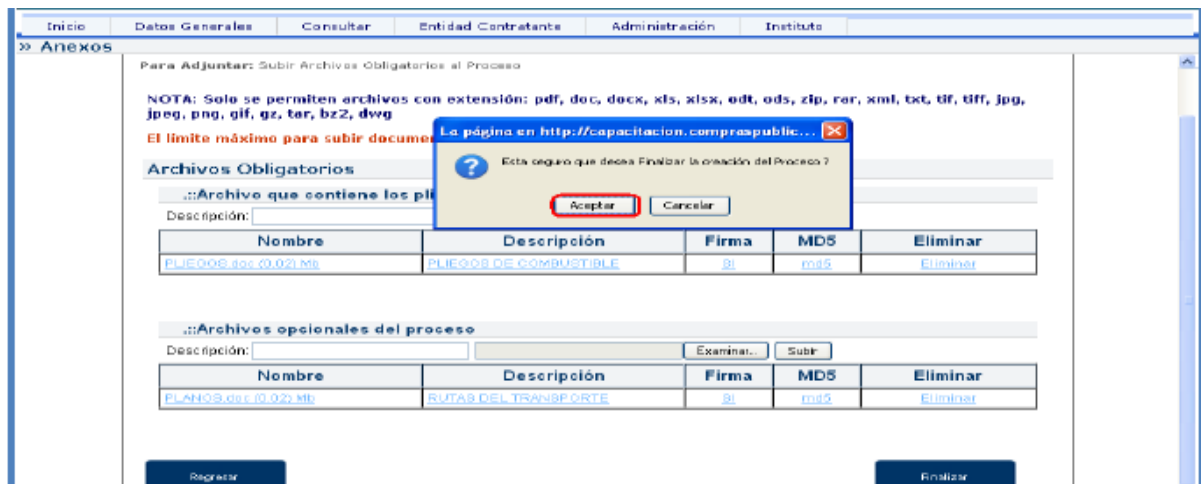 Inicio Datos Generales Consultar Entidad Contratante Administración Instituto
» Anexos
Para Adjuntar: Subir Archivos Obligatorios al Proceso
NOTA: Solo se permiten archivos con extensión: pdf, doc, docx, xls, xlsx, odt, ods, zip, rar, xml, txt, tif, tiff, jpg,
jpeg, png, gif, gz, tar, bz2, dwg
El límite máximo para subir docume
La página en http://capacitacion.compraspublic...
Esta seguro que desea Finalizar la creación del Proceso ?
Aceptar Cancelar
Archivos Obligatorios
.::Archivo que contiene los pli
Descripción:
Nombre Descripción Firma MD5 Eliminar
PLIEGOS.doc (0.02) Mb PLIEGOS DE COMBUSTIBLE SI md5 Eliminar
.::Archivos opcionales del proceso
Descripción: Examinar... Subir
Nombre Descripción Firma MD5 Eliminar
PLANOS.doc (0.02) Mb RUTAS DEL TRANSPORTE SI md5 Eliminar
Regresar Finalizar